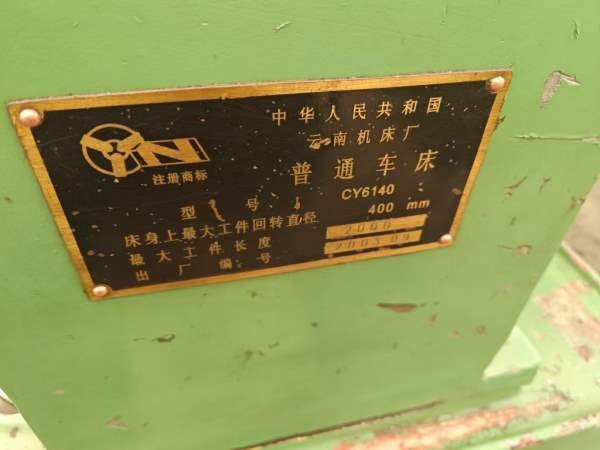 中华人民共和国
云南机床厂
注册商标
普通车床
型号 CY6140
床身上最大工件回转直径 400 mm
最大工件长度 2000
出厂编号 2003 09